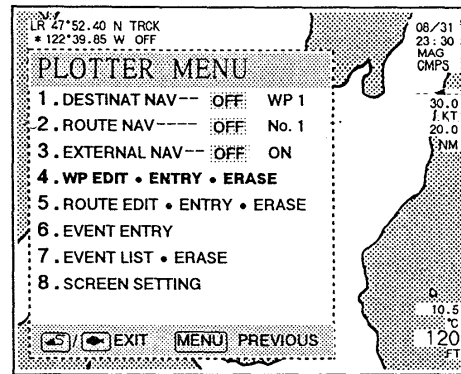 LR 47°52.40 N TRCK
* 122°39.85 W OFF
08/31
23:30
MAG
CMPS
PLOTTER MENU
1. DESTINAT NAV-- OFF WP 1
2. ROUTE NAV---- OFF No. 1
3. EXTERNAL NAV-- OFF ON
4. WP EDIT • ENTRY • ERASE
5. ROUTE EDIT • ENTRY • ERASE
6. EVENT ENTRY
7. EVENT LIST • ERASE
8. SCREEN SETTING
/ EXIT MENU PREVIOUS
30.0
KT
20.0
NM
10.5
°C
120
FT